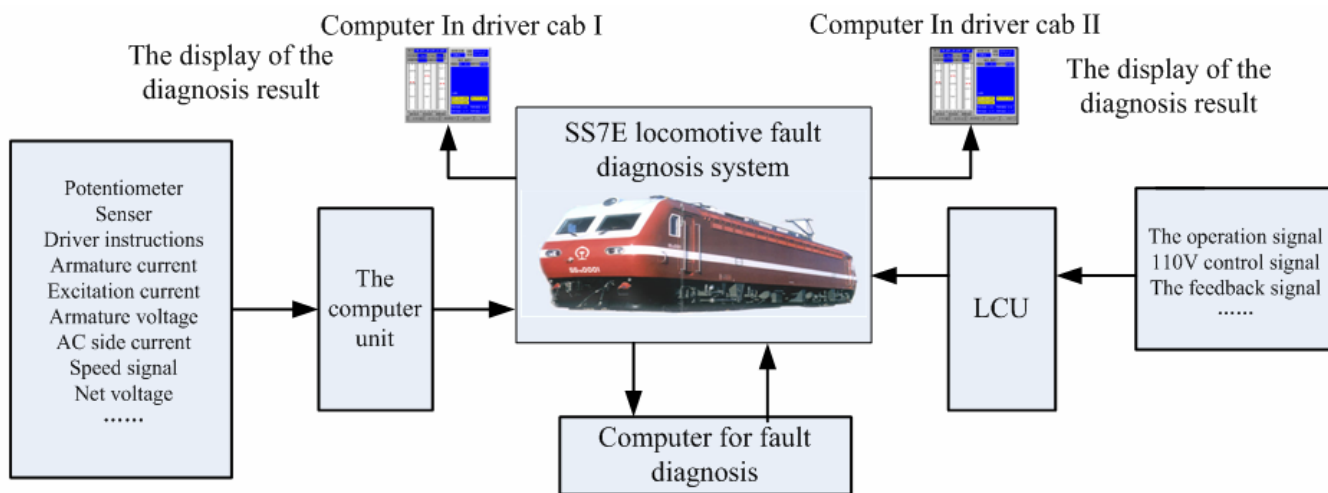 Computer In driver cab I
Computer In driver cab II
The display of the
diagnosis result
The display of the
diagnosis result
SS7E locomotive fault
diagnosis system
Potentiometer
Senser
Driver instructions
Armature current
Excitation current
Armature voltage
AC side current
Speed signal
Net voltage
......
The
computer
unit
LCU
The operation signal
110V control signal
The feedback signal
......
Computer for fault
diagnosis